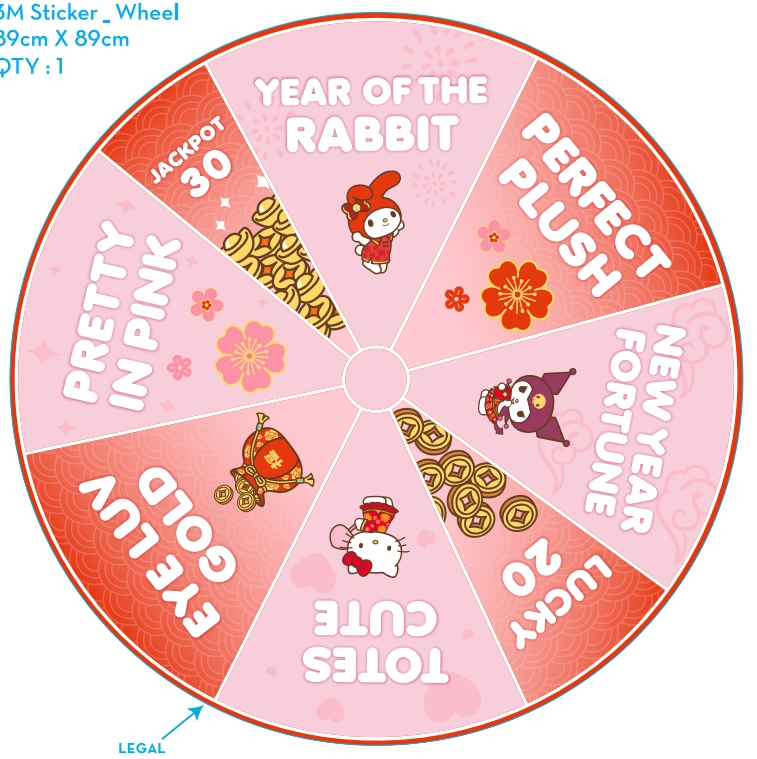 3M Sticker _ Wheel
89cm X 89cm
QTY : 1
YEAR OF THE
RABBIT
PERFECT
PLUSH
NEW YEAR
FORTUNE
LUCKY
20
TOTES
CUTE
EYE LUV
GOLD
PRETTY
IN PINK
JACKPOT
30
LEGAL